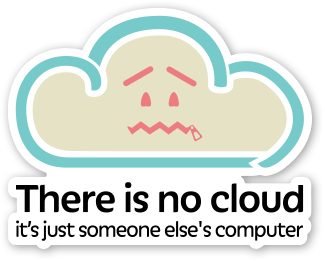 There is no cloud
it's just someone else's computer